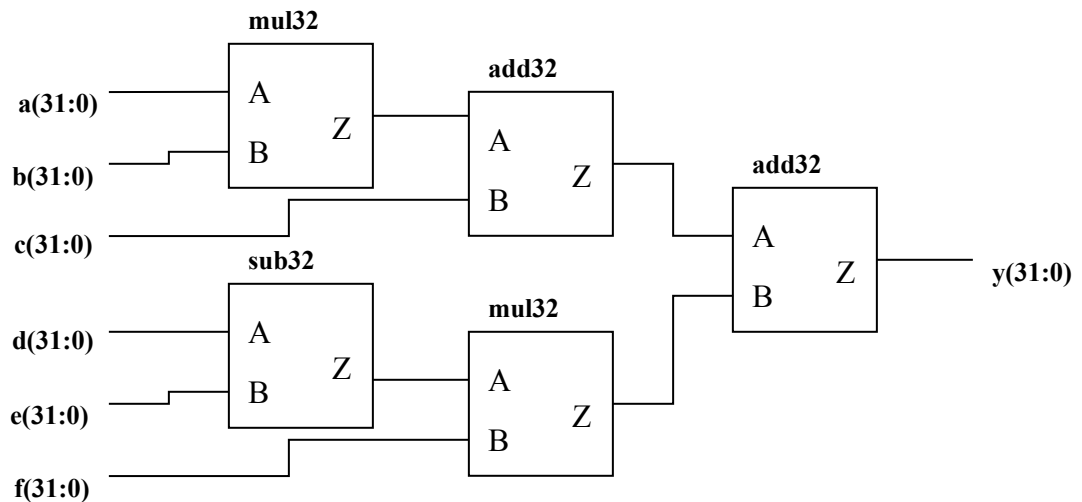 mul32
a(31:0)
A
Z
b(31:0)
B
add32
A
Z
B
c(31:0)
add32
A
Z
B
y(31:0)
sub32
d(31:0)
A
Z
e(31:0)
B
mul32
A
Z
B
f(31:0)